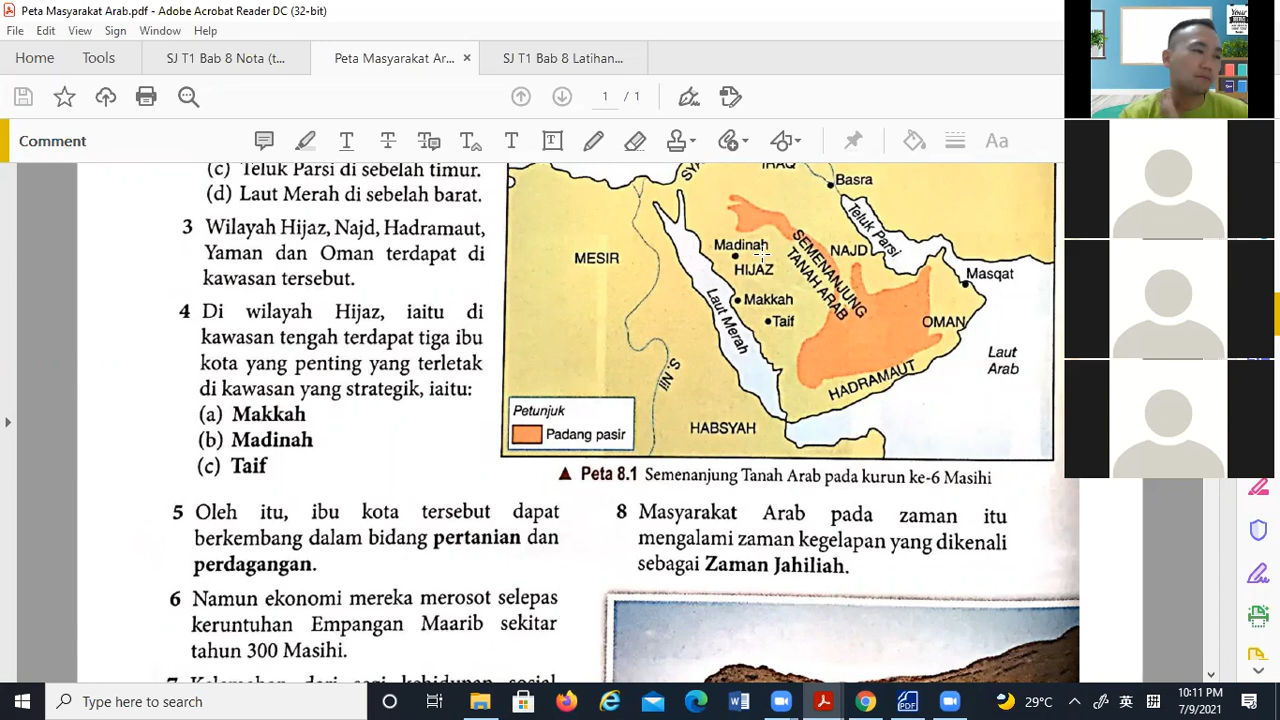 Peta Masyarakat Arab.pdf - Adobe Acrobat Reader DC (32-bit)
File Edit View Sign Window Help
Home Tools SJ T1 Bab 8 Nota (t... Peta Masyarakat Ar... × SJ T1 Bab 8 Latihan...
1 / 1
Comment
(c) Teluk Parsi di sebelah timur.
(d) Laut Merah di sebelah barat.
3 Wilayah Hijaz, Najd, Hadramaut,
Yaman dan Oman terdapat di
kawasan tersebut.
4 Di wilayah Hijaz, iaitu di
kawasan tengah terdapat tiga ibu
kota yang penting yang terletak
di kawasan yang strategik, iaitu:
(a) Makkah
(b) Madinah
(c) Taif
IRAQ
Basra
Teluk Parsi
Madinah
HIJAZ
SEMENANJUNG
TANAH ARAB
NAJD
MESIR
Masqat
Makkah
Taif
Laut Merah
OMAN
Laut
Arab
S. Nil
HADRAMAUT
HABSYAH
Petunjuk
Padang pasir
▲ Peta 8.1 Semenanjung Tanah Arab pada kurun ke-6 Masihi
5 Oleh itu, ibu kota tersebut dapat
berkembang dalam bidang pertanian dan
perdagangan.
6 Namun ekonomi mereka merosot selepas
keruntuhan Empangan Maarib sekitar
tahun 300 Masihi.
8 Masyarakat Arab pada zaman itu
mengalami zaman kegelapan yang dikenali
sebagai Zaman Jahiliah.
Type here to search
29°C
英
拼
10:11 PM
7/9/2021